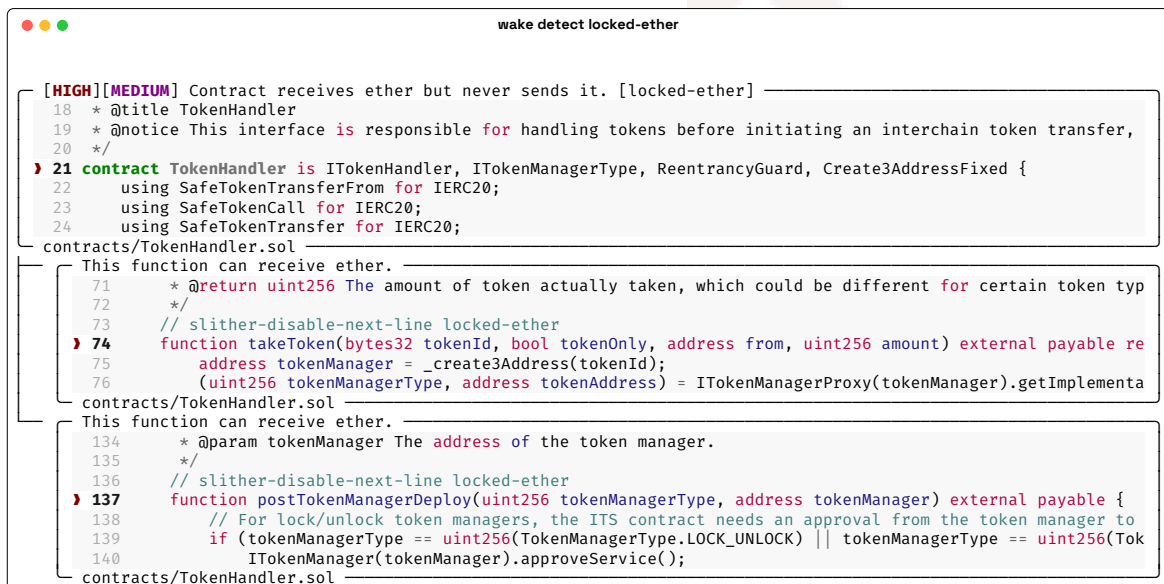 wake detect locked-ether
[HIGH][MEDIUM] Contract receives ether but never sends it. [locked-ether]
18 * @title TokenHandler
19 * @notice This interface is responsible for handling tokens before initiating an interchain token transfer,
20 */
❱ 21 contract TokenHandler is ITokenHandler, ITokenManagerType, ReentrancyGuard, Create3AddressFixed {
22 using SafeTokenTransferFrom for IERC20;
23 using SafeTokenCall for IERC20;
24 using SafeTokenTransfer for IERC20;
contracts/TokenHandler.sol
This function can receive ether.
71 * @return uint256 The amount of token actually taken, which could be different for certain token typ
72 */
73 // slither-disable-next-line locked-ether
❱ 74 function takeToken(bytes32 tokenId, bool tokenOnly, address from, uint256 amount) external payable re
75 address tokenManager = _create3Address(tokenId);
76 (uint256 tokenManagerType, address tokenAddress) = ITokenManagerProxy(tokenManager).getImplementa
contracts/TokenHandler.sol
This function can receive ether.
134 * @param tokenManager The address of the token manager.
135 */
136 // slither-disable-next-line locked-ether
❱ 137 function postTokenManagerDeploy(uint256 tokenManagerType, address tokenManager) external payable {
138 // For lock/unlock token managers, the ITS contract needs an approval from the token manager to
139 if (tokenManagerType == uint256(TokenManagerType.LOCK_UNLOCK) || tokenManagerType == uint256(Tok
140 ITokenManager(tokenManager).approveService();
contracts/TokenHandler.sol